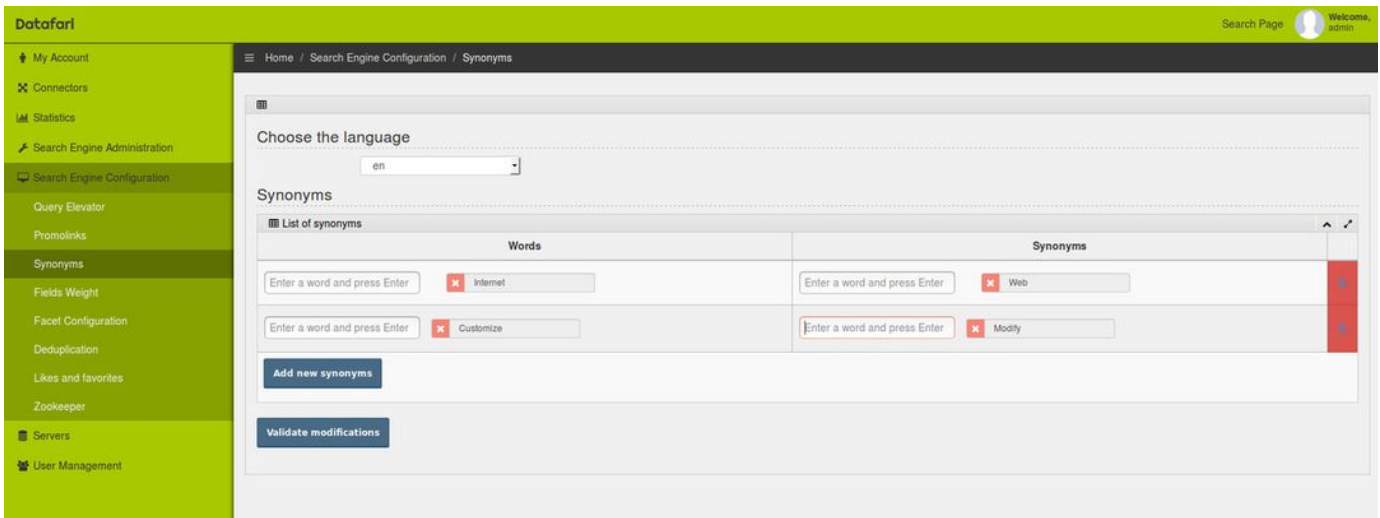 Datafari
Search Page
Welcome,
admin
My Account
Connectors
Statistics
Search Engine Administration
Search Engine Configuration
Query Elevator
Promolinks
Synonyms
Fields Weight
Facet Configuration
Deduplication
Likes and favorites
Zookeeper
Servers
User Management
Home / Search Engine Configuration / Synonyms
Choose the language
en
Synonyms
List of synonyms
Words Synonyms
Enter a word and press Enter Internet Enter a word and press Enter Web
Enter a word and press Enter Customize Enter a word and press Enter Modify
Add new synonyms
Validate modifications